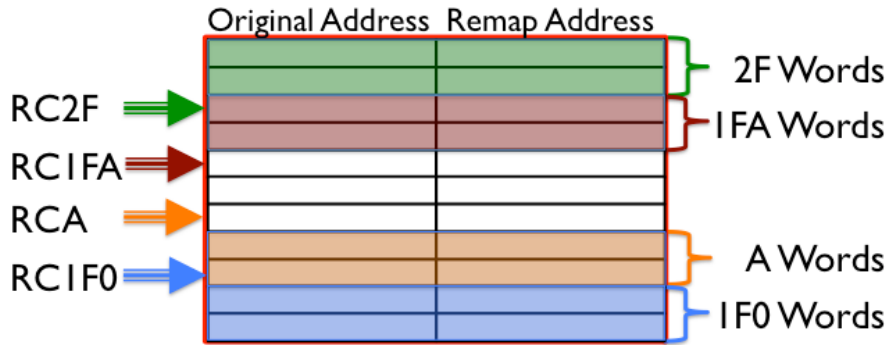 Original Address Remap Address
2F Words
RC2F
1FA Words
RC1FA
RCA
A Words
RC1F0
1F0 Words